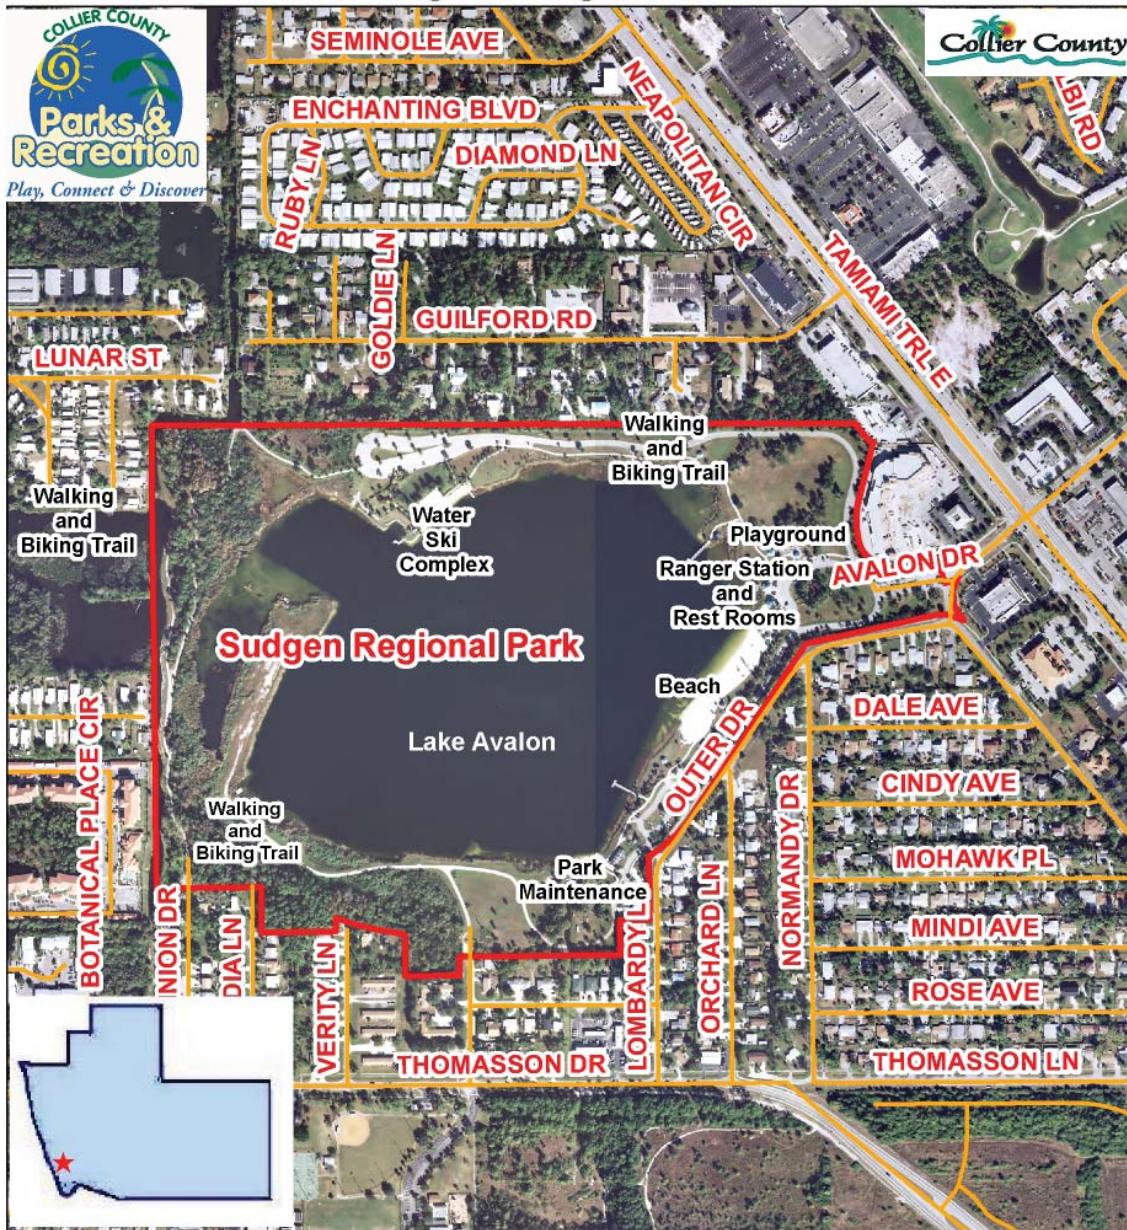 COLLIER COUNTY
Parks &
Recreation
Play, Connect & Discover
Collier County
SEMINOLE AVE
NEAPOLITAN CIR
LBI RD
ENCHANTING BLVD
DIAMOND LN
RUBY LN
GOLDIE LN
TAMIAMI TRL E
GUILFORD RD
LUNAR ST
Walking
and
Biking Trail
Walking
and
Biking Trail
Water
Ski
Complex
Playground
AVALON DR
Ranger Station
and
Rest Rooms
Sudgen Regional Park
Beach
Lake Avalon
OUTER DR
DALE AVE
CINDY AVE
MOHAWK PL
MINDI AVE
ROSE AVE
THOMASSON LN
BOTANICAL PLACE CIR
Walking
and
Biking Trail
Park
Maintenance
NORMANDY DR
ORCHARD LN
LOMBARDY L
NION DR
DIA LN
VERITY LN
THOMASSON DR